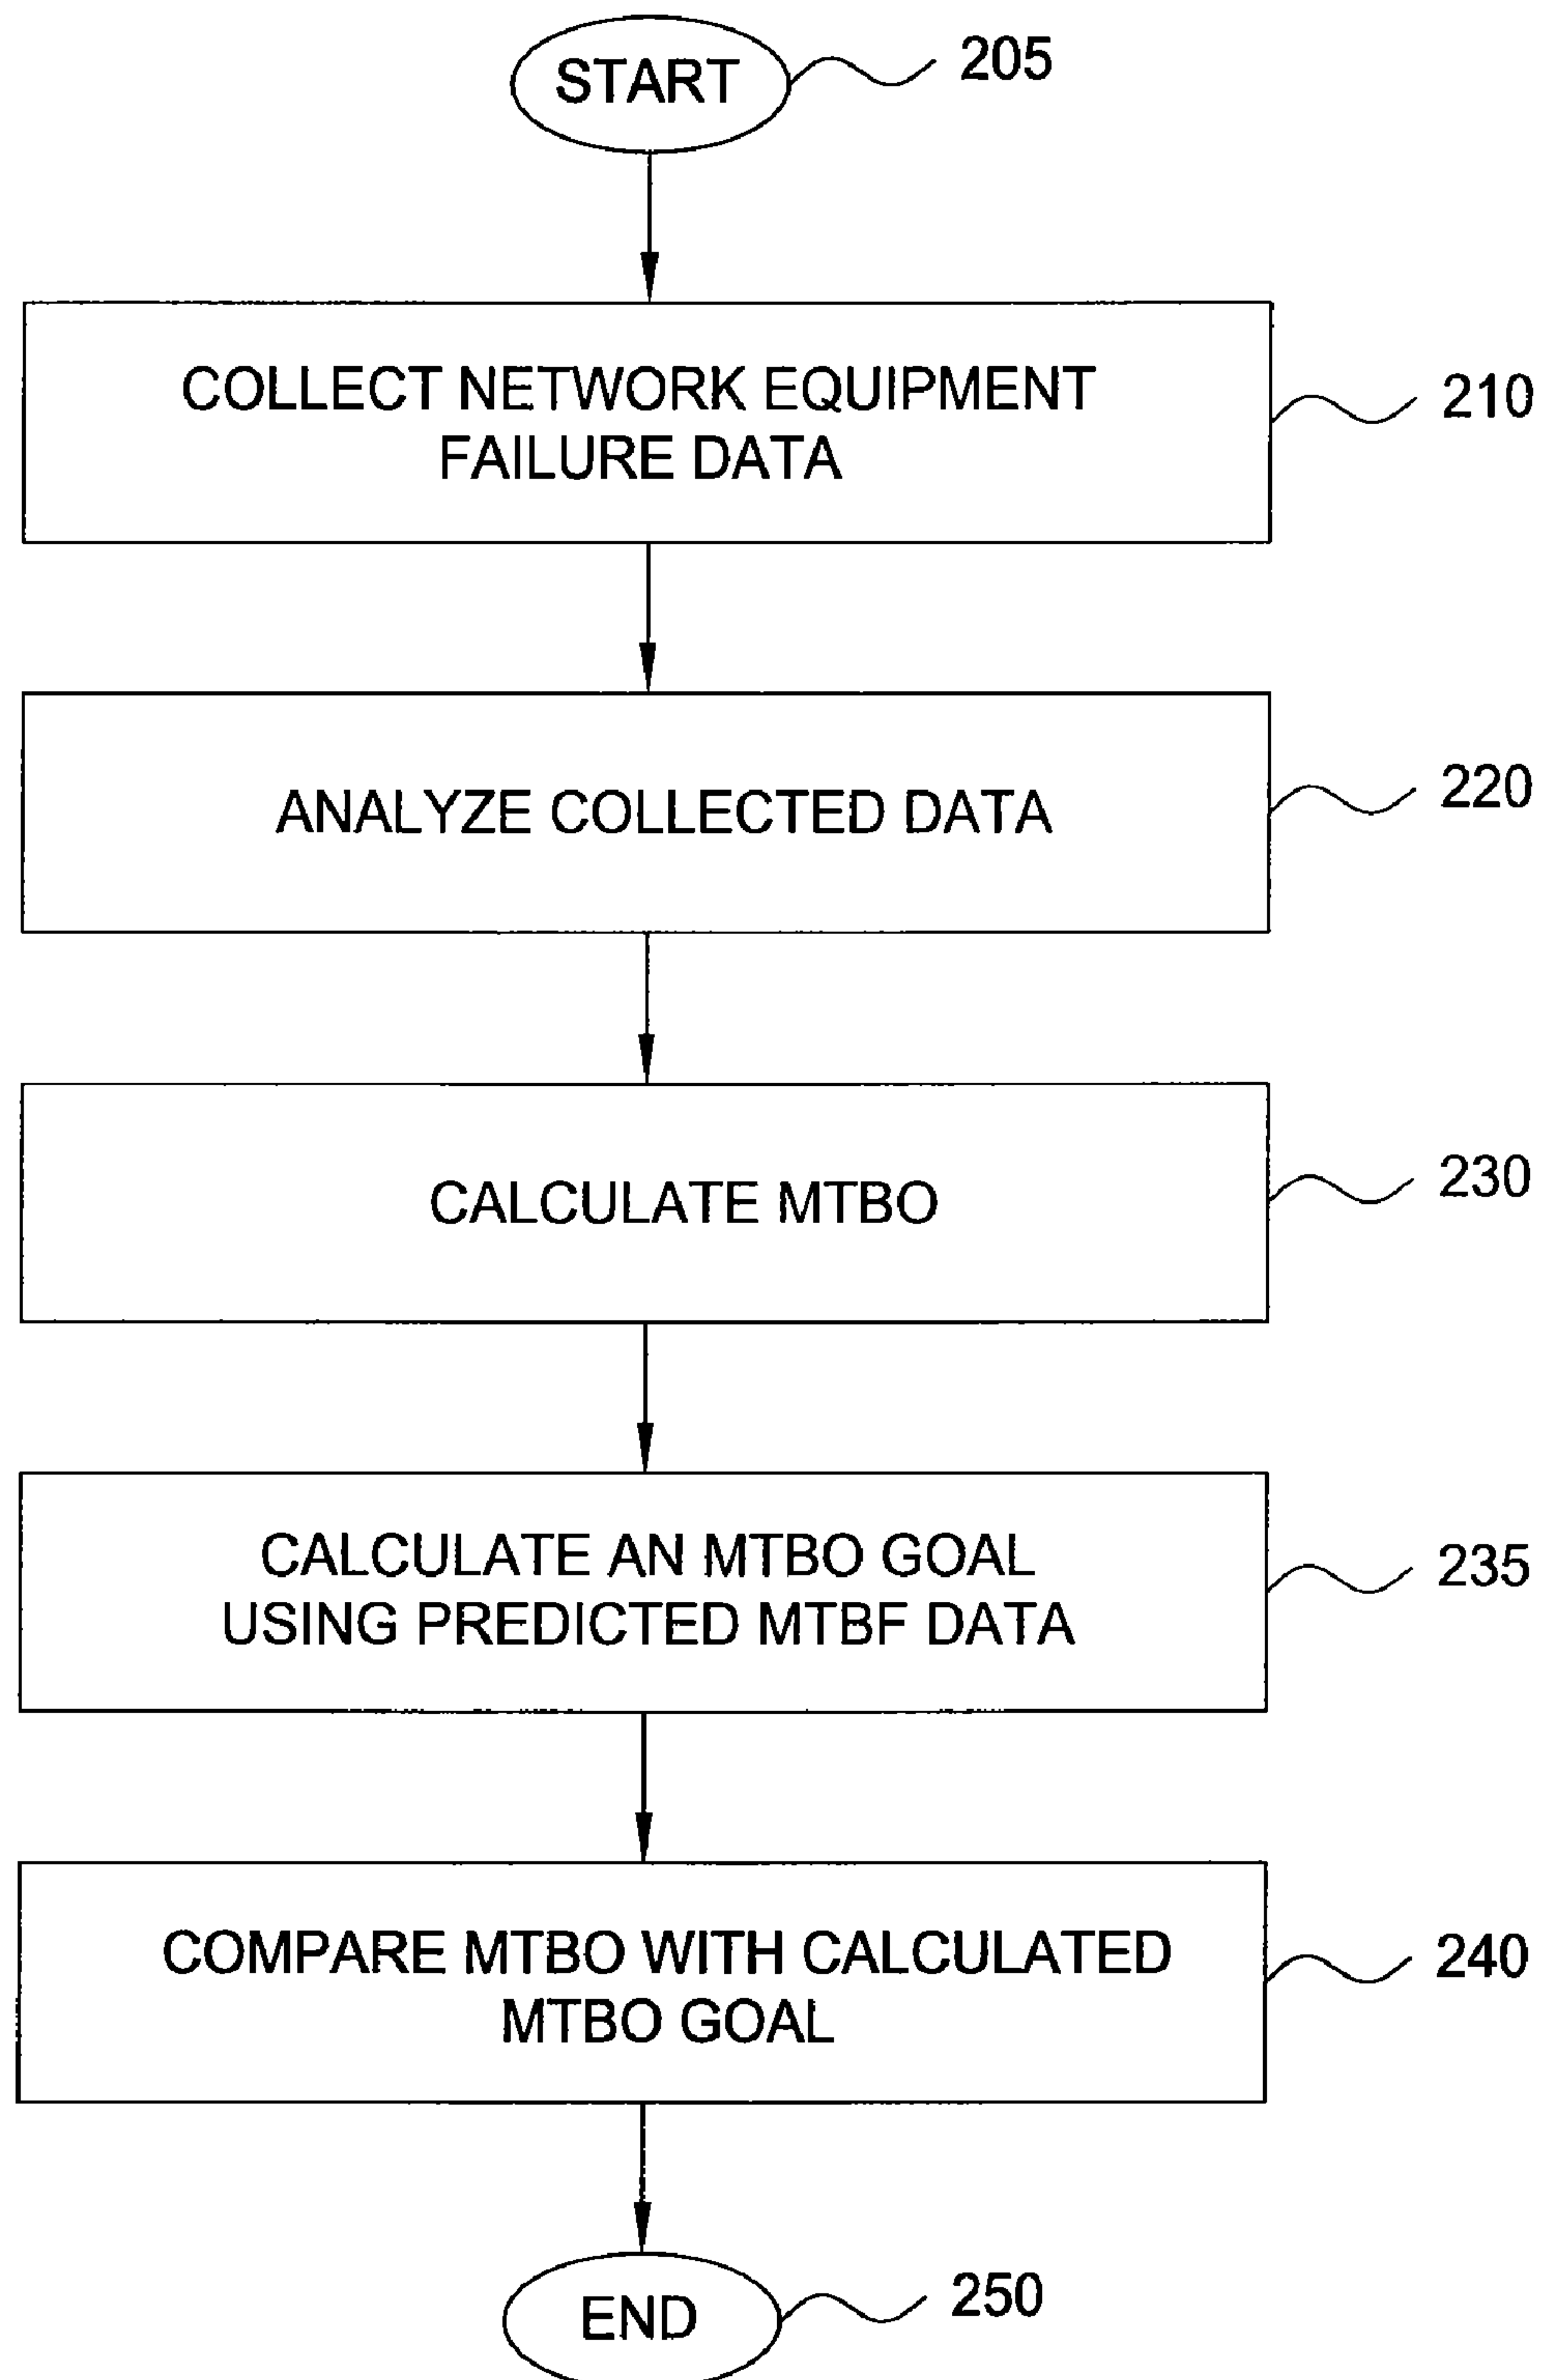 START
205
COLLECT NETWORK EQUIPMENT
FAILURE DATA
210
ANALYZE COLLECTED DATA
220
CALCULATE MTBO
230
CALCULATE AN MTBO GOAL
USING PREDICTED MTBF DATA
235
COMPARE MTBO WITH CALCULATED
MTBO GOAL
240
END
250